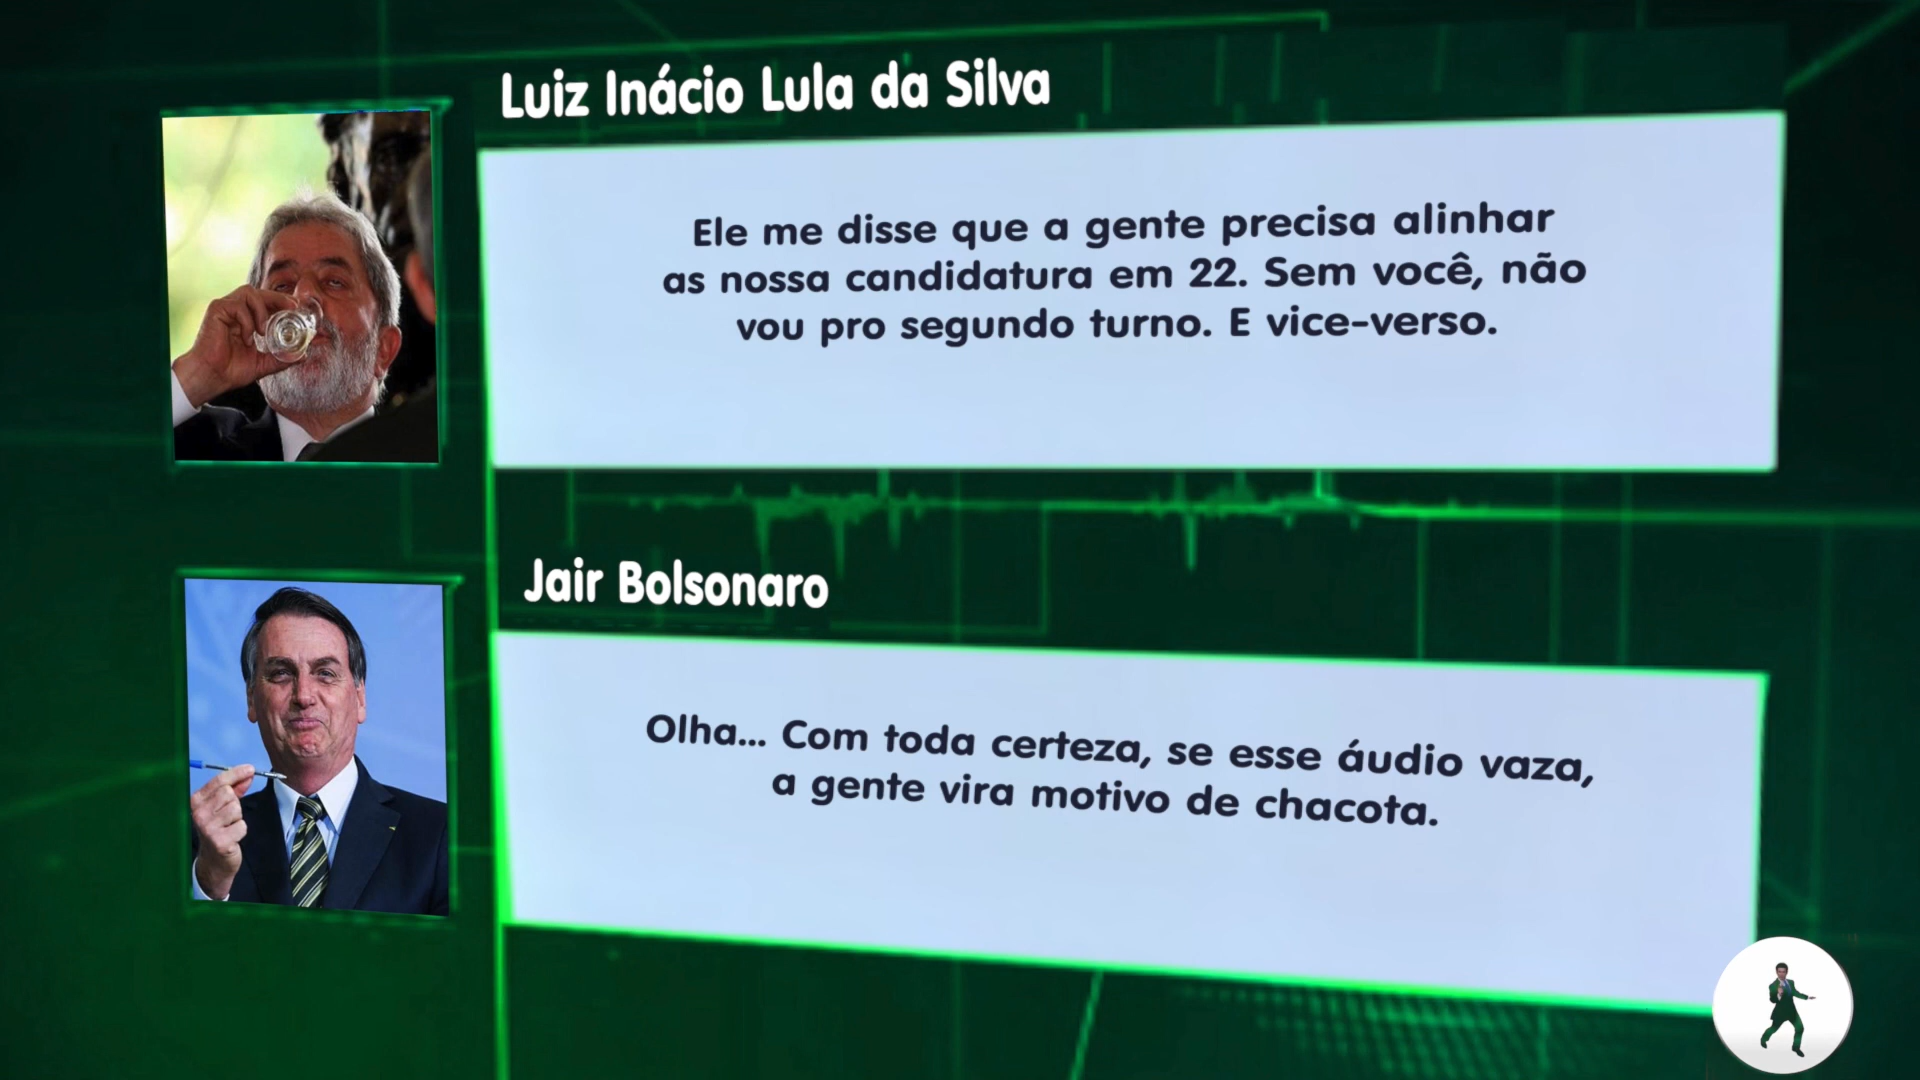 Luiz Inácio Lula da Silva
Ele me disse que a gente precisa alinhar
as nossa candidatura em 22. Sem você, não
vou pro segundo turno. E vice-verso.
Jair Bolsonaro
Olha... Com toda certeza, se esse áudio vaza,
a gente vira motivo de chacota.